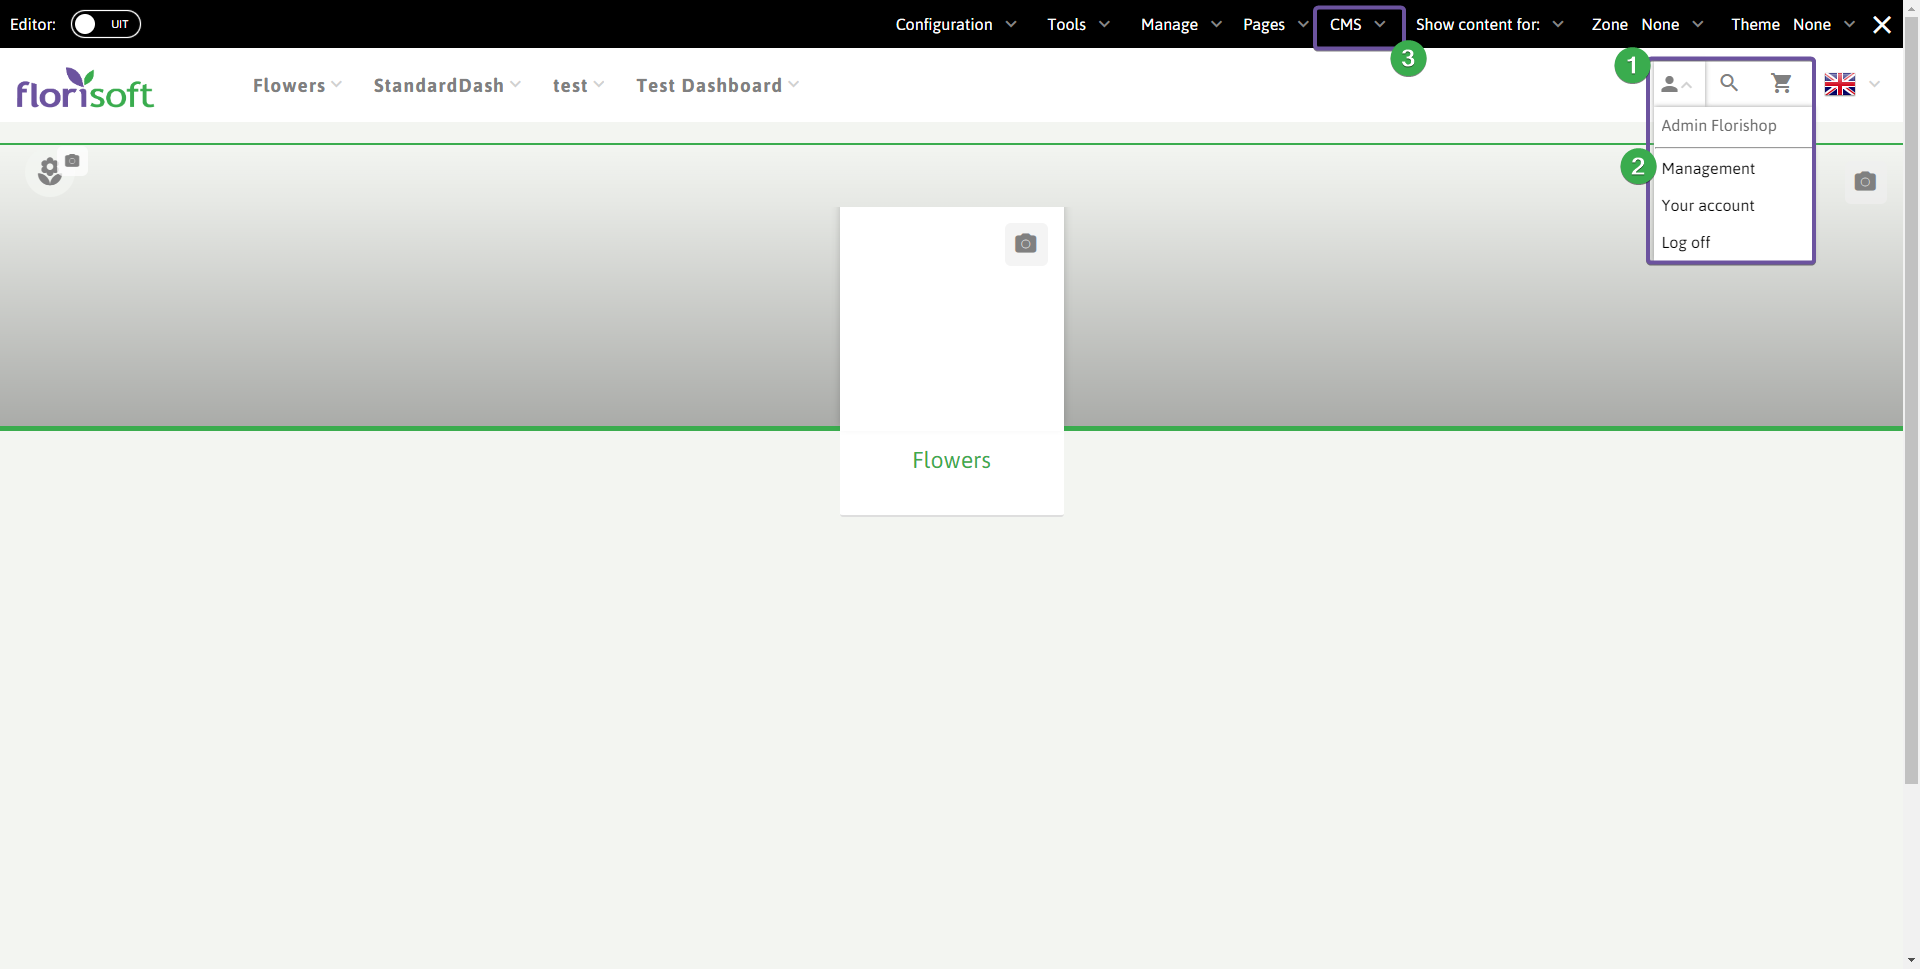 Editor: UIT Configuration Tools Manage Pages CMS Show content for: Zone None Theme None
3
1
florisoft Flowers StandardDash test Test Dashboard
Admin Florishop
2 Management
Your account
Log off
Flowers